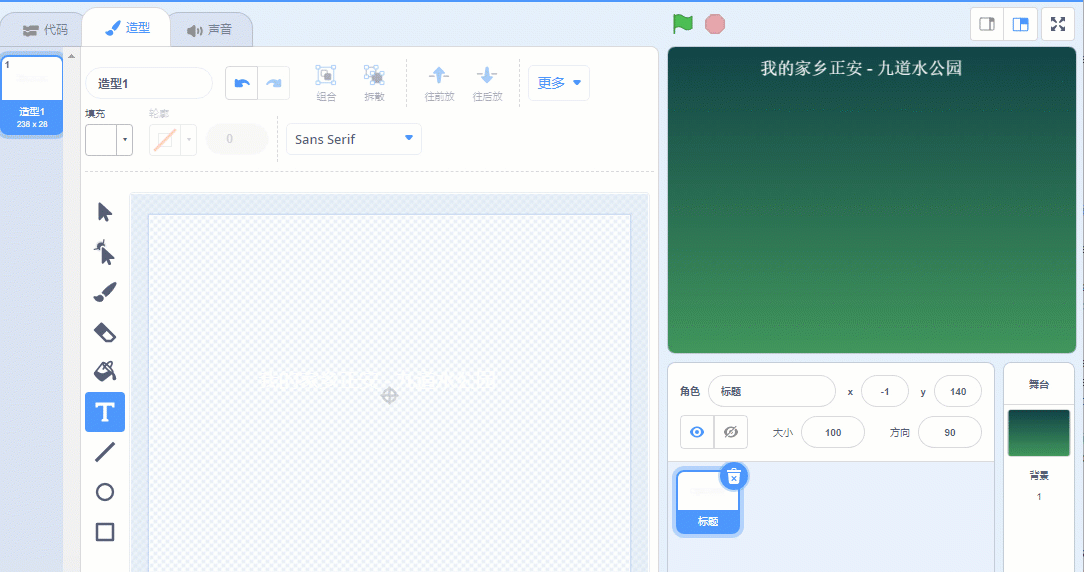 代码
造型
声音
1
造型1
238 x 26
造型1
组合
拆散
往前放
往后放
更多
填充
轮廓
0
Sans Serif
T
我的家乡正安 - 九道水公园
我的家乡正安 - 九道水公园
角色
标题
x
-1
y
140
大小
100
方向
90
标题
舞台
背景
1